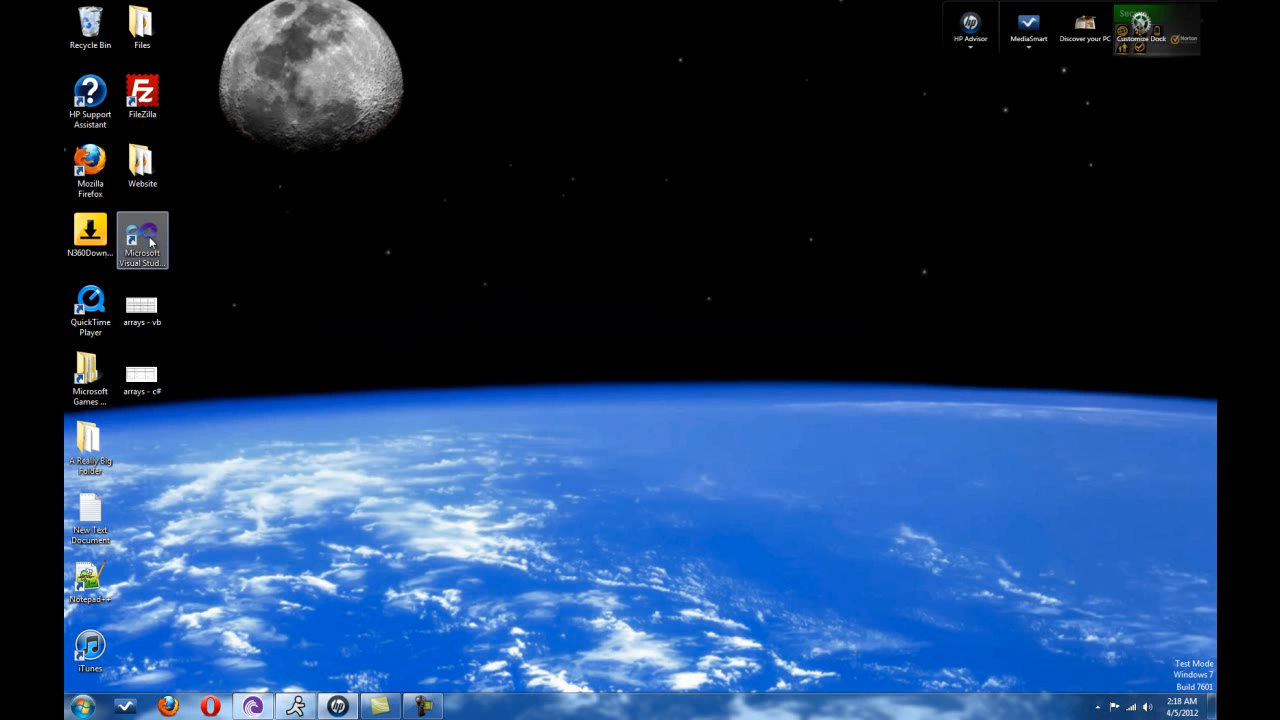 Recycle Bin
Files
HP Support
Assistant
FileZilla
Mozilla
Firefox
Website
N360Down...
Microsoft
Visual Stud...
QuickTime
Player
arrays - vb
Microsoft
Games ...
arrays - c#
A Really Big
Folder
New Text
Document
Notepad++
iTunes
HP Advisor
MediaSmart
Discover your PC
Customize Dock
Norton
Test Mode
Windows 7
Build 7601
2:18 AM
4/5/2012